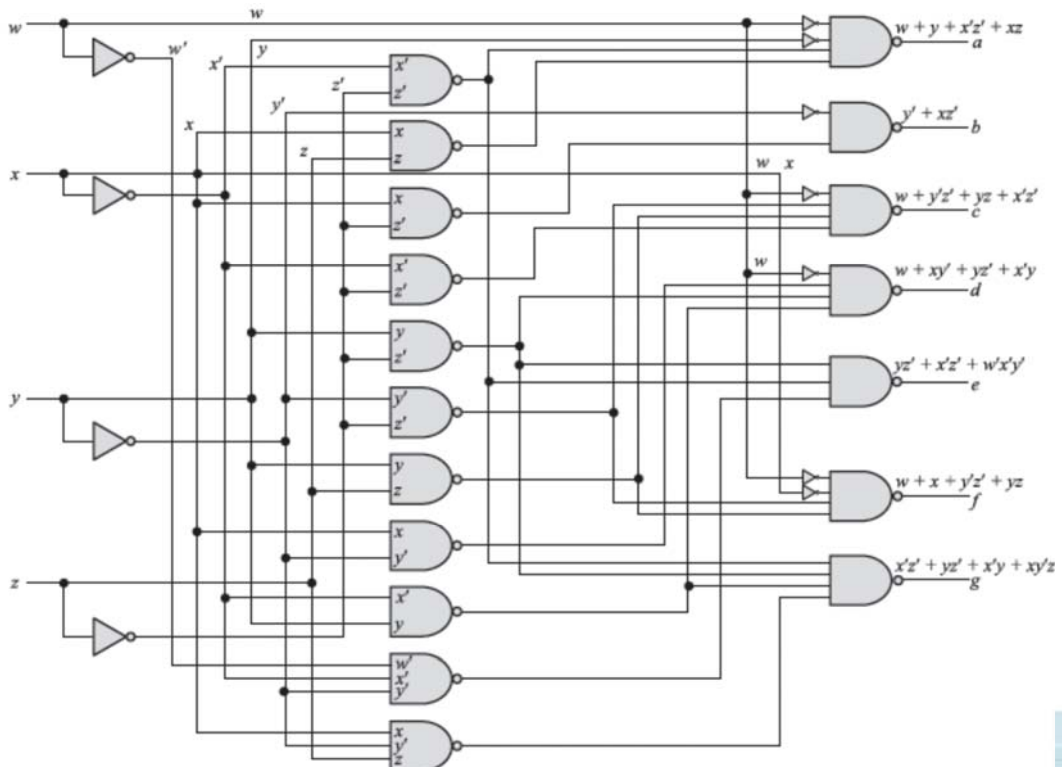 w
w
w'
y
x'
z'
y'
x
z
x
y
z
x'
z'
x
z
x
z'
x'
z'
y
z'
y'
z'
y
z
x
y'
x'
y
w'
x'
y'
x
y'
z
w x
w
w + y + x'z' + xz
a
y' + xz'
b
w + y'z' + yz + x'z'
c
w + xy' + yz' + x'y
d
yz' + x'z' + w'x'y'
e
w + x + y'z' + yz
f
x'z' + yz' + x'y + xy'z
g